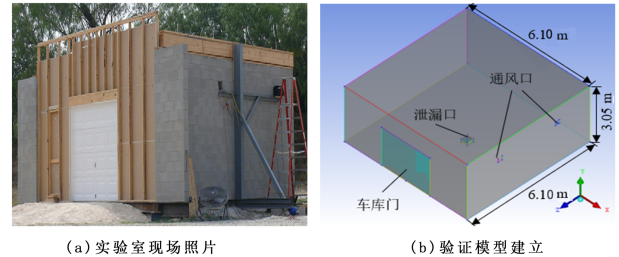 6.10 m
通风口
泄漏口
3.05 m
车库门
6.10 m
Y
Z
X
(a)实验室现场照片
(b)验证模型建立